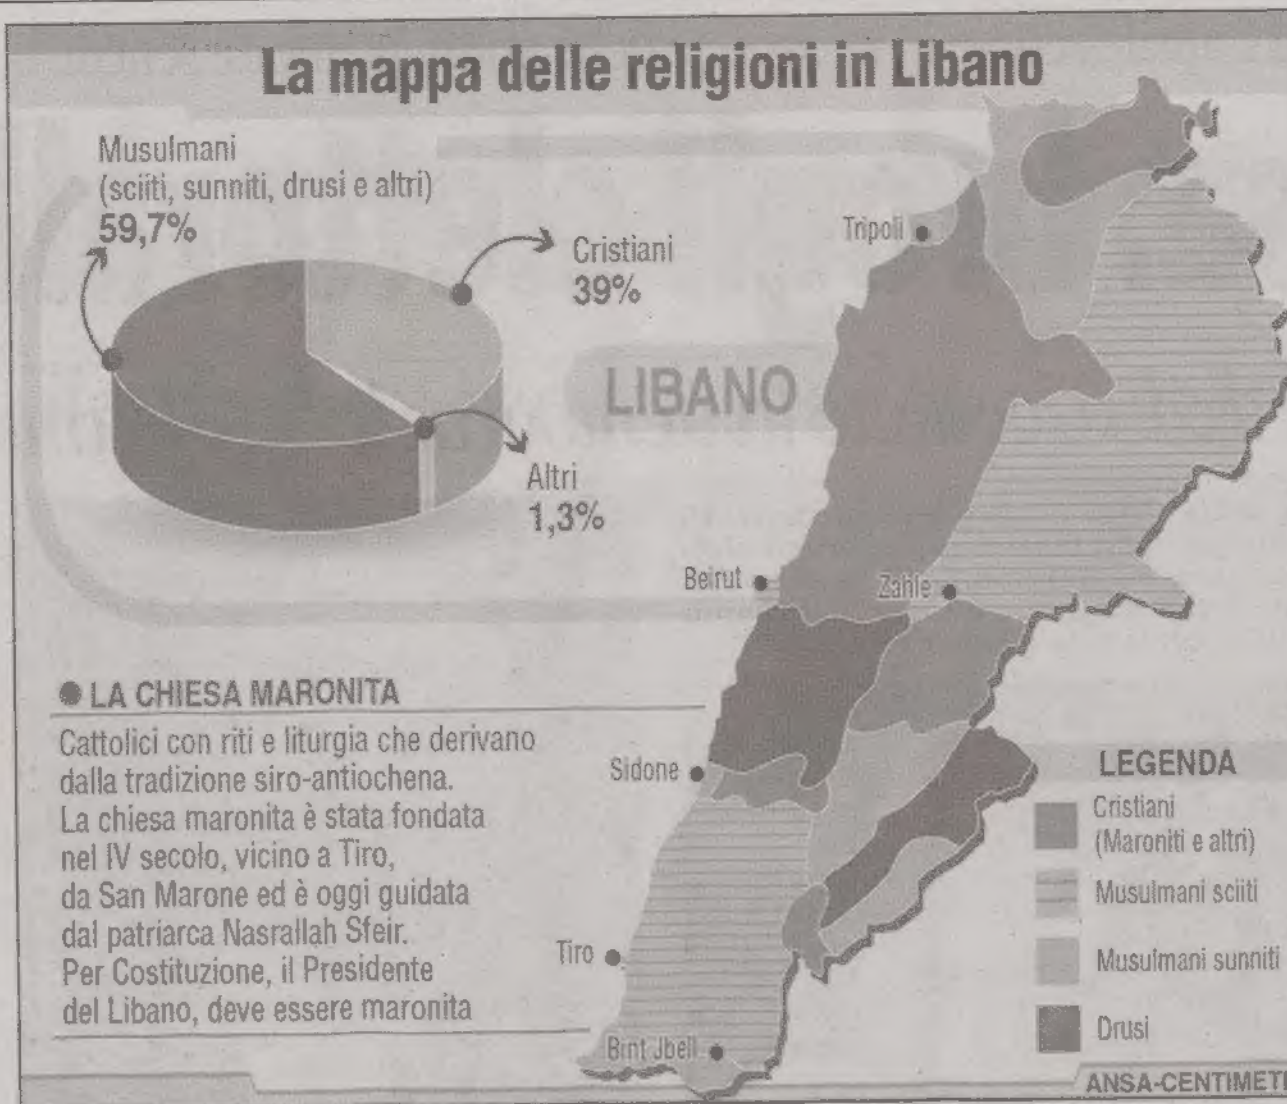 La mappa delle religioni in Libano
Musulmani
(sciiti, sunniti, drusi e altri)
59,7%
Cristiani
39%
Altri
1,3%
LIBANO
Tripoli
Beirut
Zahle
Sidone
Tiro
Bint Jbeil
● LA CHIESA MARONITA
Cattolici con riti e liturgia che derivano
dalla tradizione siro-antiochena.
La chiesa maronita è stata fondata
nel IV secolo, vicino a Tiro,
da San Marone ed è oggi guidata
dal patriarca Nasrallah Sfeir.
Per Costituzione, il Presidente
del Libano, deve essere maronita
LEGENDA
Cristiani
(Maroniti e altri)
Musulmani sciiti
Musulmani sunniti
Drusi
ANSA-CENTIMETI